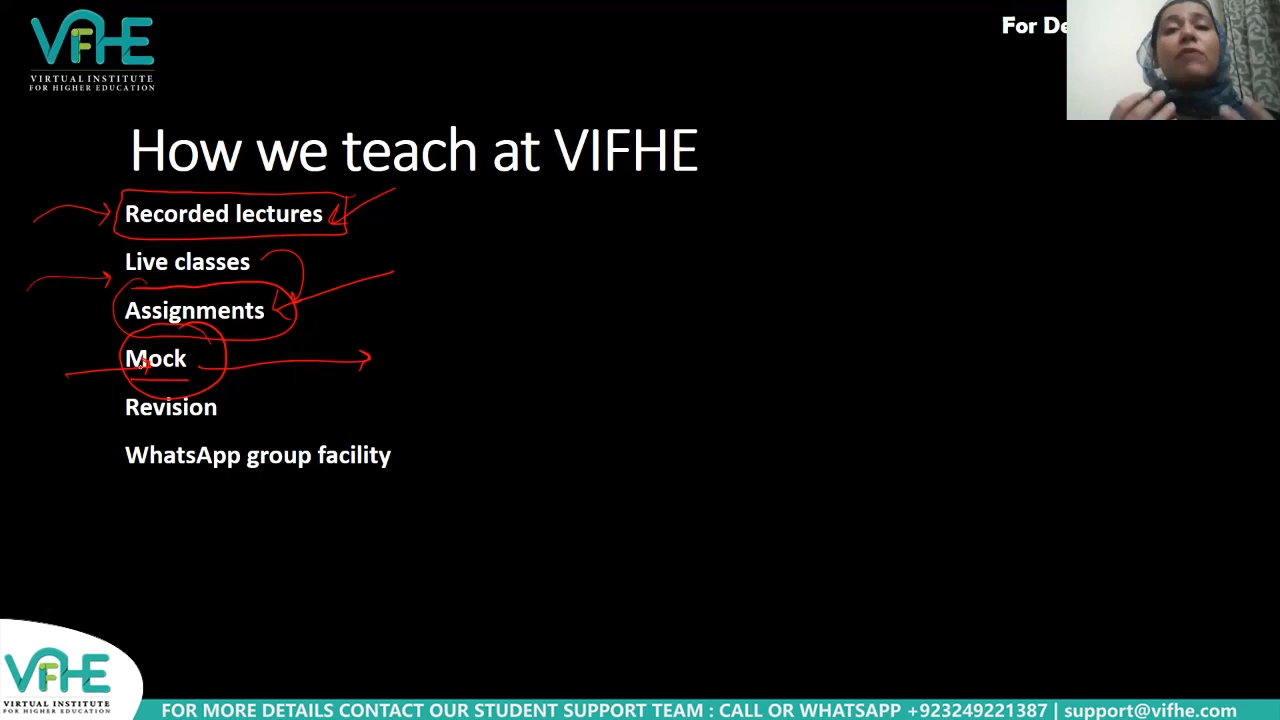 VIFHE
VIRTUAL INSTITUTE
FOR HIGHER EDUCATION
For
How we teach at VIFHE
Recorded lectures
Live classes
Assignments
Mock
Revision
WhatsApp group facility
VIFHE
VIRTUAL INSTITUTE
FOR HIGHER EDUCATION
FOR MORE DETAILS CONTACT OUR STUDENT SUPPORT TEAM : CALL OR WHATSAPP +923249221387 | support@vifhe.com